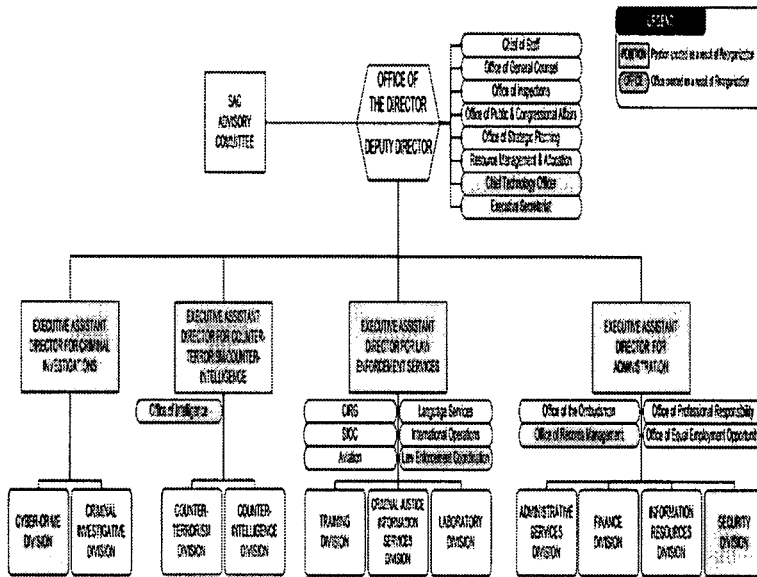 LEGEND
POSITION Position created as a result of Reorganization
OFFICE Office created as a result of Reorganization
SAC
ADVISORY
COMMITTEE
OFFICE OF
THE DIRECTOR
DEPUTY DIRECTOR
Chief of Staff
Office of General Counsel
Office of Inspections
Office of Public & Congressional Affairs
Office of Strategic Planning
Resource Management & Allocation
Chief Technology Officer
Executive Secretariat
EXECUTIVE ASSISTANT
DIRECTOR FOR CRIMINAL
INVESTIGATIONS
EXECUTIVE ASSISTANT
DIRECTOR FOR COUNTER-
TERRORISM/COUNTER-
INTELLIGENCE
EXECUTIVE ASSISTANT
DIRECTOR FOR LAW
ENFORCEMENT SERVICES
EXECUTIVE ASSISTANT
DIRECTOR FOR
ADMINISTRATION
Office of Intelligence
CIRG
Language Services
SIOC
International Operations
Aviation
Law Enforcement Coordination
Office of the Ombudsman
Office of Professional Responsibility
Office of Records Management
Office of Equal Employment Opportunity
CYBER-CRIME
DIVISION
CRIMINAL
INVESTIGATIVE
DIVISION
COUNTER-
TERRORISM
DIVISION
COUNTER-
INTELLIGENCE
DIVISION
TRAINING
DIVISION
CRIMINAL JUSTICE
INFORMATION
SERVICES
DIVISION
LABORATORY
DIVISION
ADMINISTRATIVE
SERVICES
DIVISION
FINANCE
DIVISION
INFORMATION
RESOURCES
DIVISION
SECURITY
DIVISION